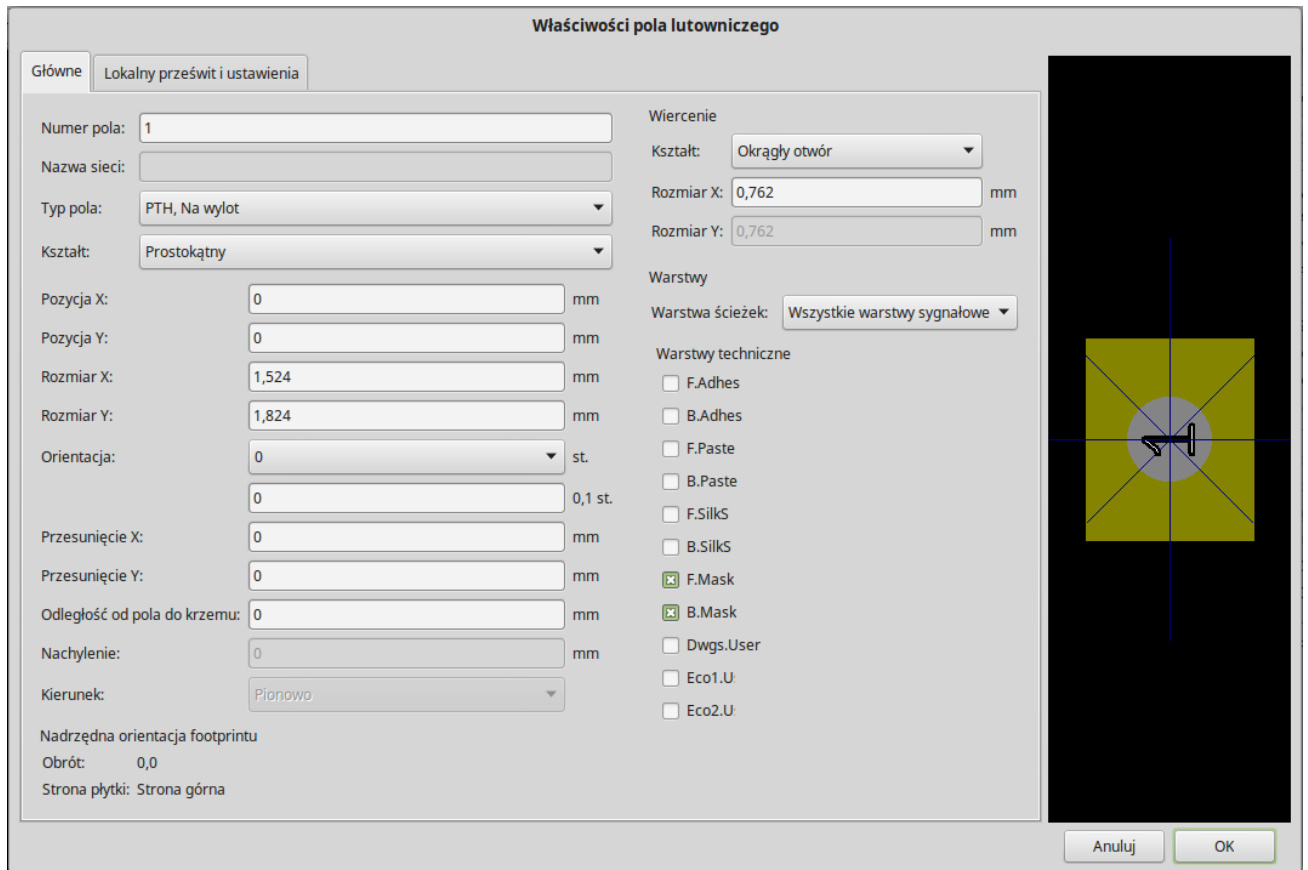 Właściwości pola lutowniczego
Główne
Lokalny prześwit i ustawienia
Numer pola: 1
Nazwa sieci:
Typ pola: PTH, Na wylot
Kształt: Prostokątny
Pozycja X: 0 mm
Pozycja Y: 0 mm
Rozmiar X: 1,524 mm
Rozmiar Y: 1,824 mm
Orientacja: 0 st.
0 0,1 st.
Przesunięcie X: 0 mm
Przesunięcie Y: 0 mm
Odległość od pola do krzemu: 0 mm
Nachylenie: 0 mm
Kierunek: Pionowo
Nadrzędna orientacja footprintu
Obrót: 0,0
Strona płytki: Strona górna
Wiercenie
Kształt: Okrągły otwór
Rozmiar X: 0,762 mm
Rozmiar Y: 0,762 mm
Warstwy
Warstwa ścieżek: Wszystkie warstwy sygnałowe
Warstwy techniczne
F.Adhes
B.Adhes
F.Paste
B.Paste
F.SilkS
B.SilkS
F.Mask
B.Mask
Dwgs.User
Eco1.U
Eco2.U
1
Anuluj
OK